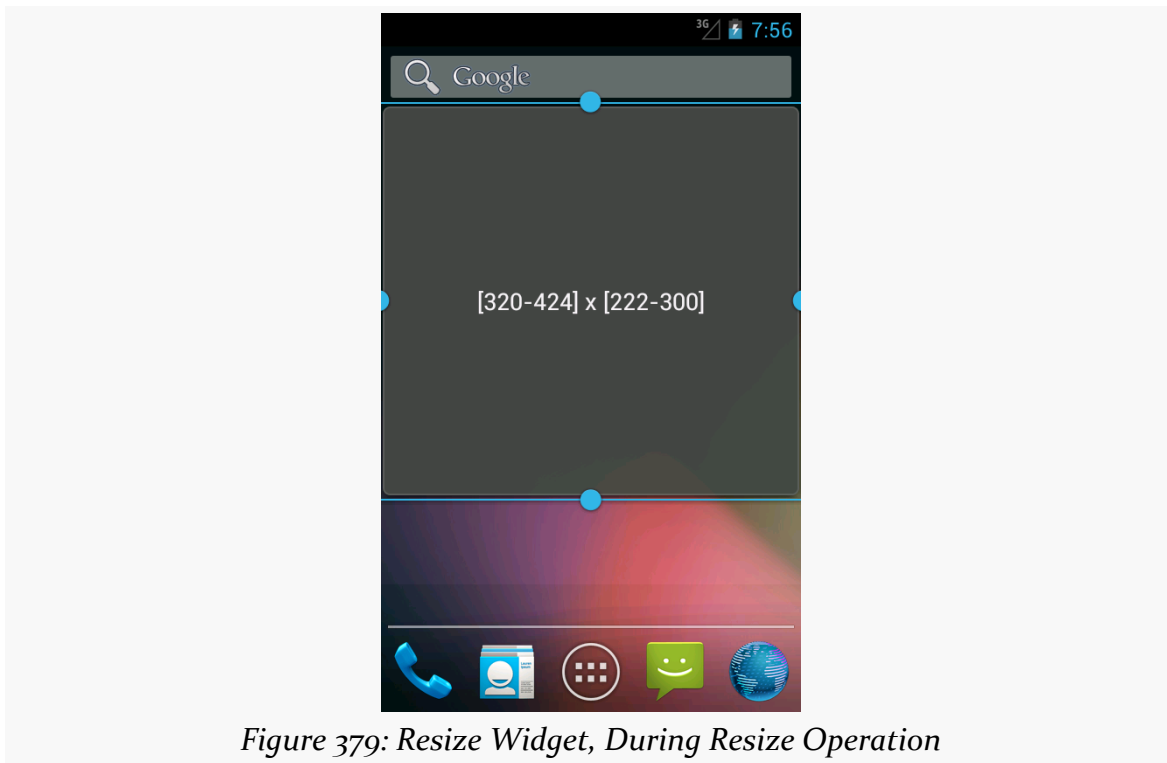 3G 7:56
Google
[320-424] x [222-300]
Figure 379: Resize Widget, During Resize Operation